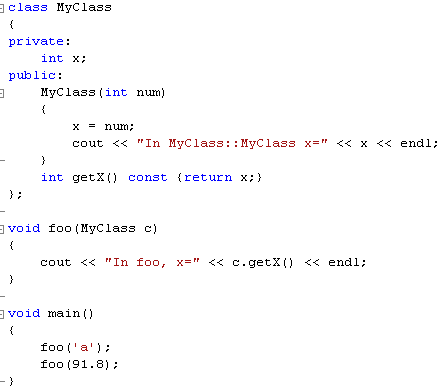 class MyClass
{
private:
    int x;
public:
    MyClass(int num)
    {
        x = num;
        cout << "In MyClass::MyClass x=" << x << endl;
    }
    int getX() const {return x;}
};
void foo(MyClass c)
{
    cout << "In foo, x=" << c.getX() << endl;
}
void main()
{
    foo('a');
    foo(91.8);
}